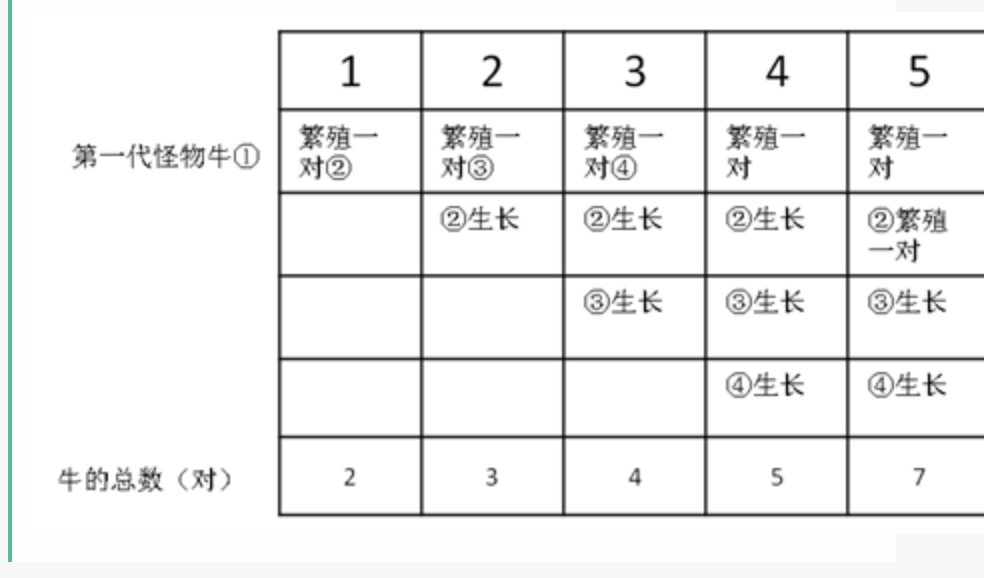 1 2 3 4 5
第一代怪物牛① 繁殖一 繁殖一 繁殖一 繁殖一 繁殖一
对② 对③ 对④ 对 对
②生长 ②生长 ②生长 ②繁殖
一对
③生长 ③生长 ③生长
④生长 ④生长
牛的总数（对） 2 3 4 5 7